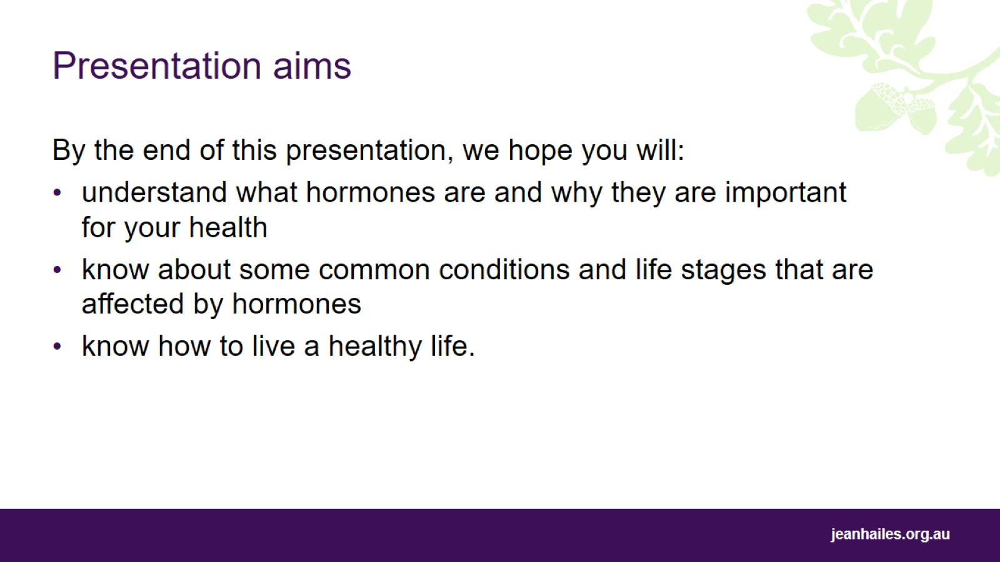 Presentation aims
By the end of this presentation, we hope you will:
• understand what hormones are and why they are important
for your health
• know about some common conditions and life stages that are
affected by hormones
• know how to live a healthy life.
jeanhailes.org.au